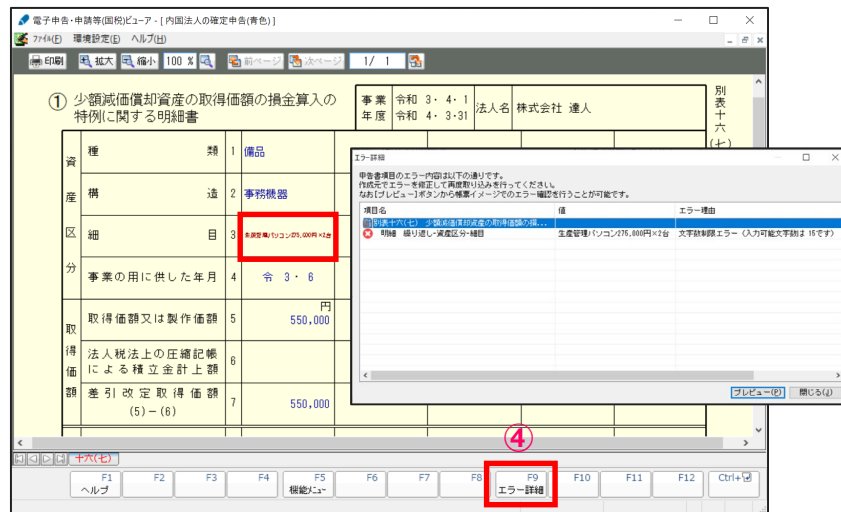 電子申告・申請等(国税)ビューア - [ 内国法人の確定申告(青色) ]
ファイル(F) 環境設定(E) ヘルプ(H)
印刷 拡大 縮小 100 % 前ページ 次ページ 1/ 1
① 少額減価償却資産の取得価額の損金算入の
特例に関する明細書
事業
年度
令和 3・ 4・ 1
令和 4・ 3・31
法人名 株式会社 達人
別表十六(七)
資産区分
種 類 1 備品
構 造 2 事務機器
細 目 3 生産管理パソコン275,000円×2台
事業の用に供した年月 4 令 3・ 6
取得価額
取得価額又は製作価額 5 円
550,000
法人税法上の圧縮記帳
による積立金計上額 6
差引改定取得価額
(5)-(6) 7 550,000
エラー詳細
申告書項目のエラー内容は以下の通りです。
作成元でエラーを修正して再度取り込みを行ってください。
なお[プレビュー]ボタンから帳票イメージでのエラー確認を行うことが可能です。
項目名 値 エラー理由
別表十六(七) 少額減価償却資産の取得価額の損...
明細 繰り返し-資産区分-細目 生産管理パソコン275,000円×2台 文字数制限エラー (入力可能文字数は 15です)
プレビュー(P) 閉じる(J)
④
十六(七)
F1 ヘルプ F2 F3 F4 F5 機能メニュー F6 F7 F8 F9 エラー詳細 F10 F11 F12 Ctrl+